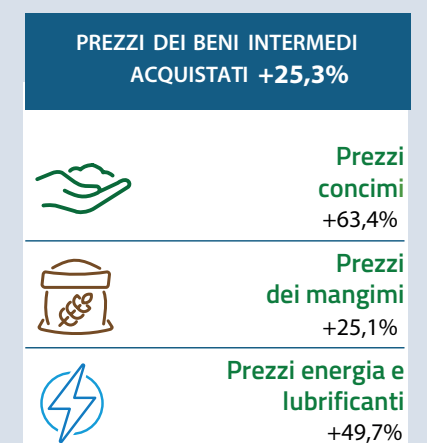 PREZZI DEI BENI INTERMEDI
ACQUISTATI +25,3%
Prezzi
concimi
+63,4%
Prezzi
dei mangimi
+25,1%
Prezzi energia e
lubrificanti
+49,7%